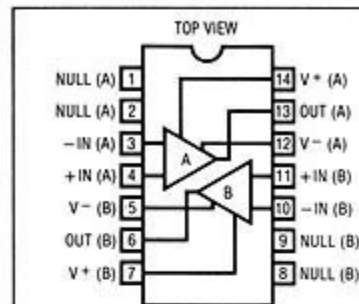 TOP VIEW
NULL (A) 1
14 V+ (A)
NULL (A) 2
13 OUT (A)
−IN (A) 3
12 V− (A)
+IN (A) 4
11 +IN (B)
V− (B) 5
10 −IN (B)
OUT (B) 6
9 NULL (B)
V+ (B) 7
8 NULL (B)
A
B